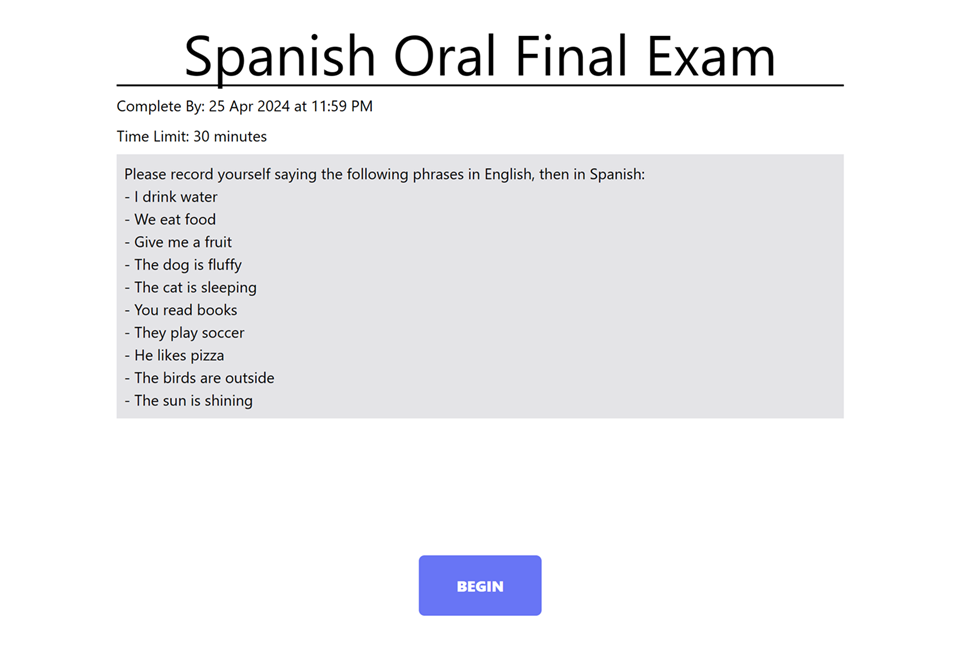 Spanish Oral Final Exam
Complete By: 25 Apr 2024 at 11:59 PM
Time Limit: 30 minutes
Please record yourself saying the following phrases in English, then in Spanish:
- I drink water
- We eat food
- Give me a fruit
- The dog is fluffy
- The cat is sleeping
- You read books
- They play soccer
- He likes pizza
- The birds are outside
- The sun is shining
BEGIN